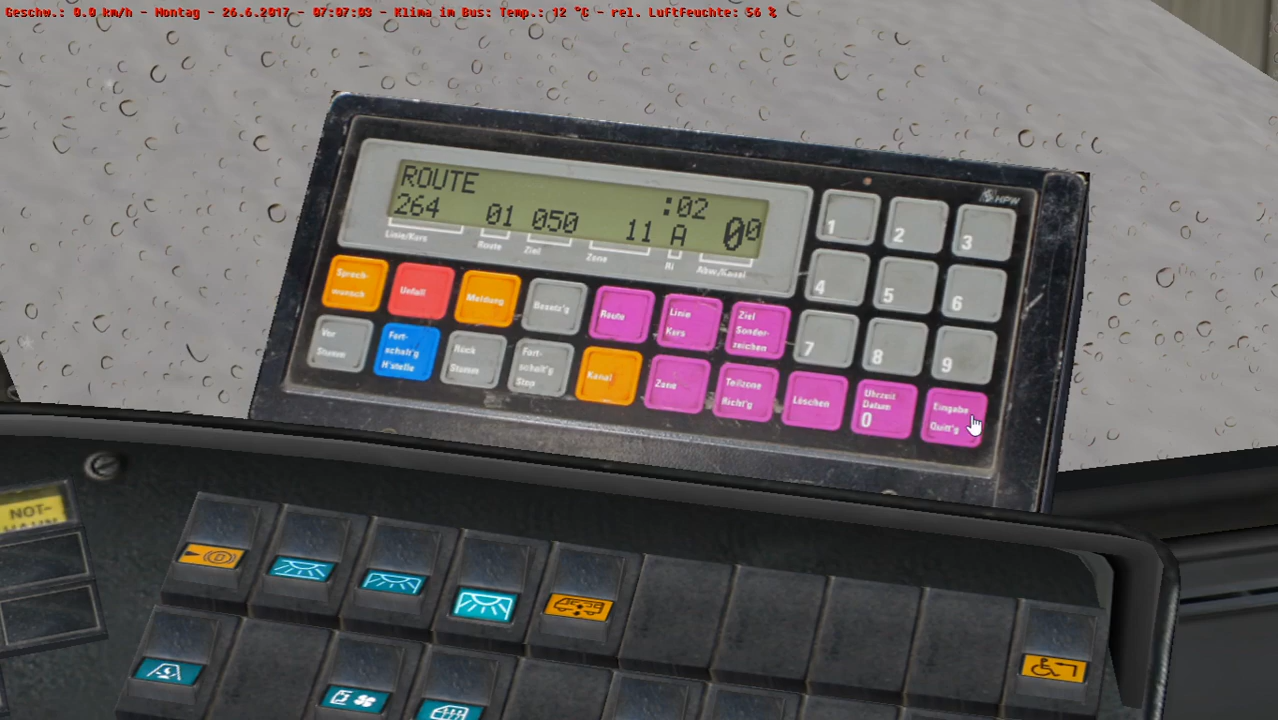 Geschw.: 0.0 km/h - Montag - 26.6.2017 - 07:07:03 - Klima im Bus: Temp.: 12 °C - rel. Luftfeuchte: 56 %
HPW
ROUTE :02
264 01 050 11 A 00
Linie/Kurs Route Ziel Zone Ri Abw./Kanal
1 2 3
4 5 6
7 8 9
Sprech-
wunsch
Unfall
Meldung
Besetz'g
Route
Linie
Kurs
Ziel
Sonder-
zeichen
Vor
Stumm
Fort-
schalt'g
H'stelle
Rück
Stumm
Fort-
schalt'g
Stop
Kanal
Zone
Teilzone
Richt'g
Löschen
Uhrzeit
Datum
0
Eingabe
Quitt'g
NOT-